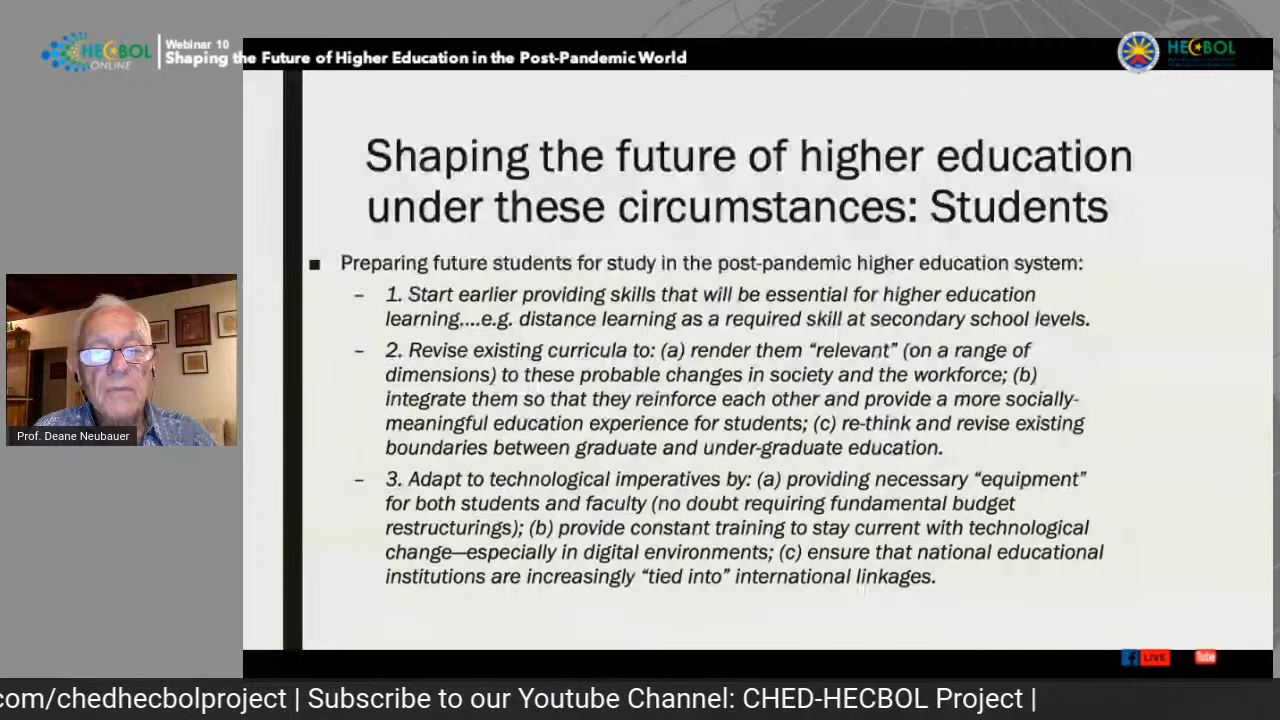 HECBOL
ONLINE
Webinar 10
Shaping the Future of Higher Education in the Post-Pandemic World
HECBOL
Shaping the future of higher education
under these circumstances: Students
■ Preparing future students for study in the post-pandemic higher education system:
– 1. Start earlier providing skills that will be essential for higher education
learning....e.g. distance learning as a required skill at secondary school levels.
– 2. Revise existing curricula to: (a) render them “relevant” (on a range of
dimensions) to these probable changes in society and the workforce; (b)
integrate them so that they reinforce each other and provide a more socially-
meaningful education experience for students; (c) re-think and revise existing
boundaries between graduate and under-graduate education.
– 3. Adapt to technological imperatives by: (a) providing necessary “equipment”
for both students and faculty (no doubt requiring fundamental budget
restructurings); (b) provide constant training to stay current with technological
change—especially in digital environments; (c) ensure that national educational
institutions are increasingly “tied into” international linkages.
Prof. Deane Neubauer
f LIVE
Tube
com/chedhecbolproject | Subscribe to our Youtube Channel: CHED-HECBOL Project |